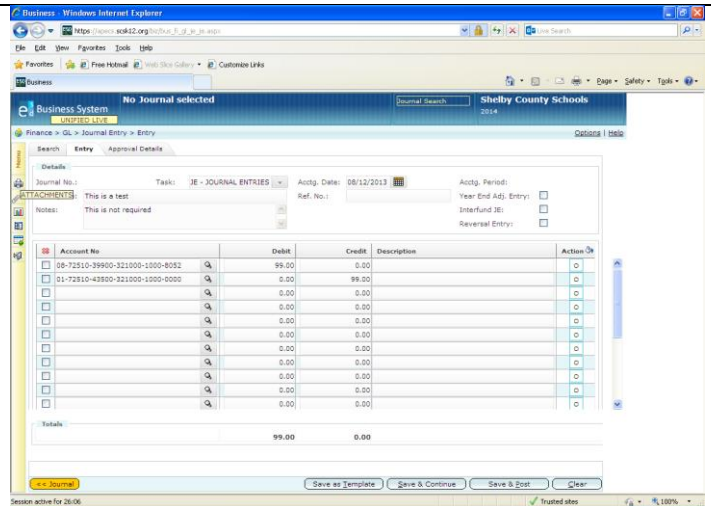 Business - Windows Internet Explorer
https://apecs.scsk12.org/biz/bus_fi_gl_je_jn.aspx
Live Search
File Edit View Favorites Tools Help
Favorites Free Hotmail Web Slice Gallery Customize Links
Business
Page Safety Tools
No Journal selected Journal Search Shelby County Schools
Business System 2014
UNIFIED LIVE
Finance > GL > Journal Entry > Entry Options | Help
Menu
Search Entry Approval Details
Details
Journal No.: Task: JE - JOURNAL ENTRIES Acctg. Date: 08/12/2013 Acctg. Period:
ATTACHMENTS : This is a test Ref. No.: Year End Adj. Entry:
Notes: This is not required Interfund JE:
Reversal Entry:
Account No Debit Credit Description Action
08-72510-39900-321000-1000-8052 99.00 0.00
01-72510-43500-321000-1000-0000 0.00 99.00
0.00 0.00
0.00 0.00
0.00 0.00
0.00 0.00
0.00 0.00
0.00 0.00
0.00 0.00
0.00 0.00
0.00 0.00
Totals
99.00 0.00
<< Journal Save as Template Save & Continue Save & Post Clear
Session active for 26:06 Trusted sites 100%